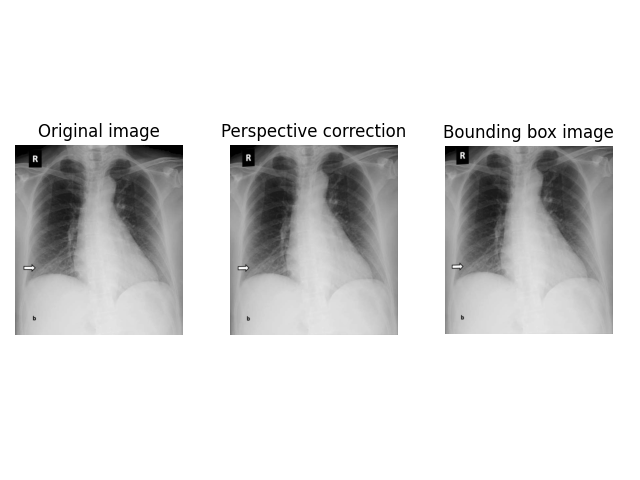 Original image
Perspective correction
Bounding box image
R
R
R
b
b
b